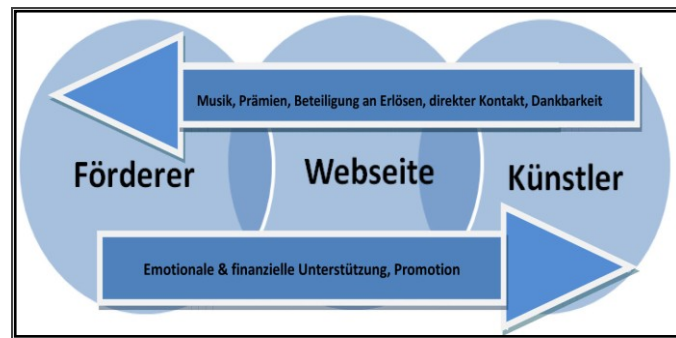 Musik, Prämien, Beteiligung an Erlösen, direkter Kontakt, Dankbarkeit
Förderer
Webseite
Künstler
Emotionale & finanzielle Unterstützung, Promotion